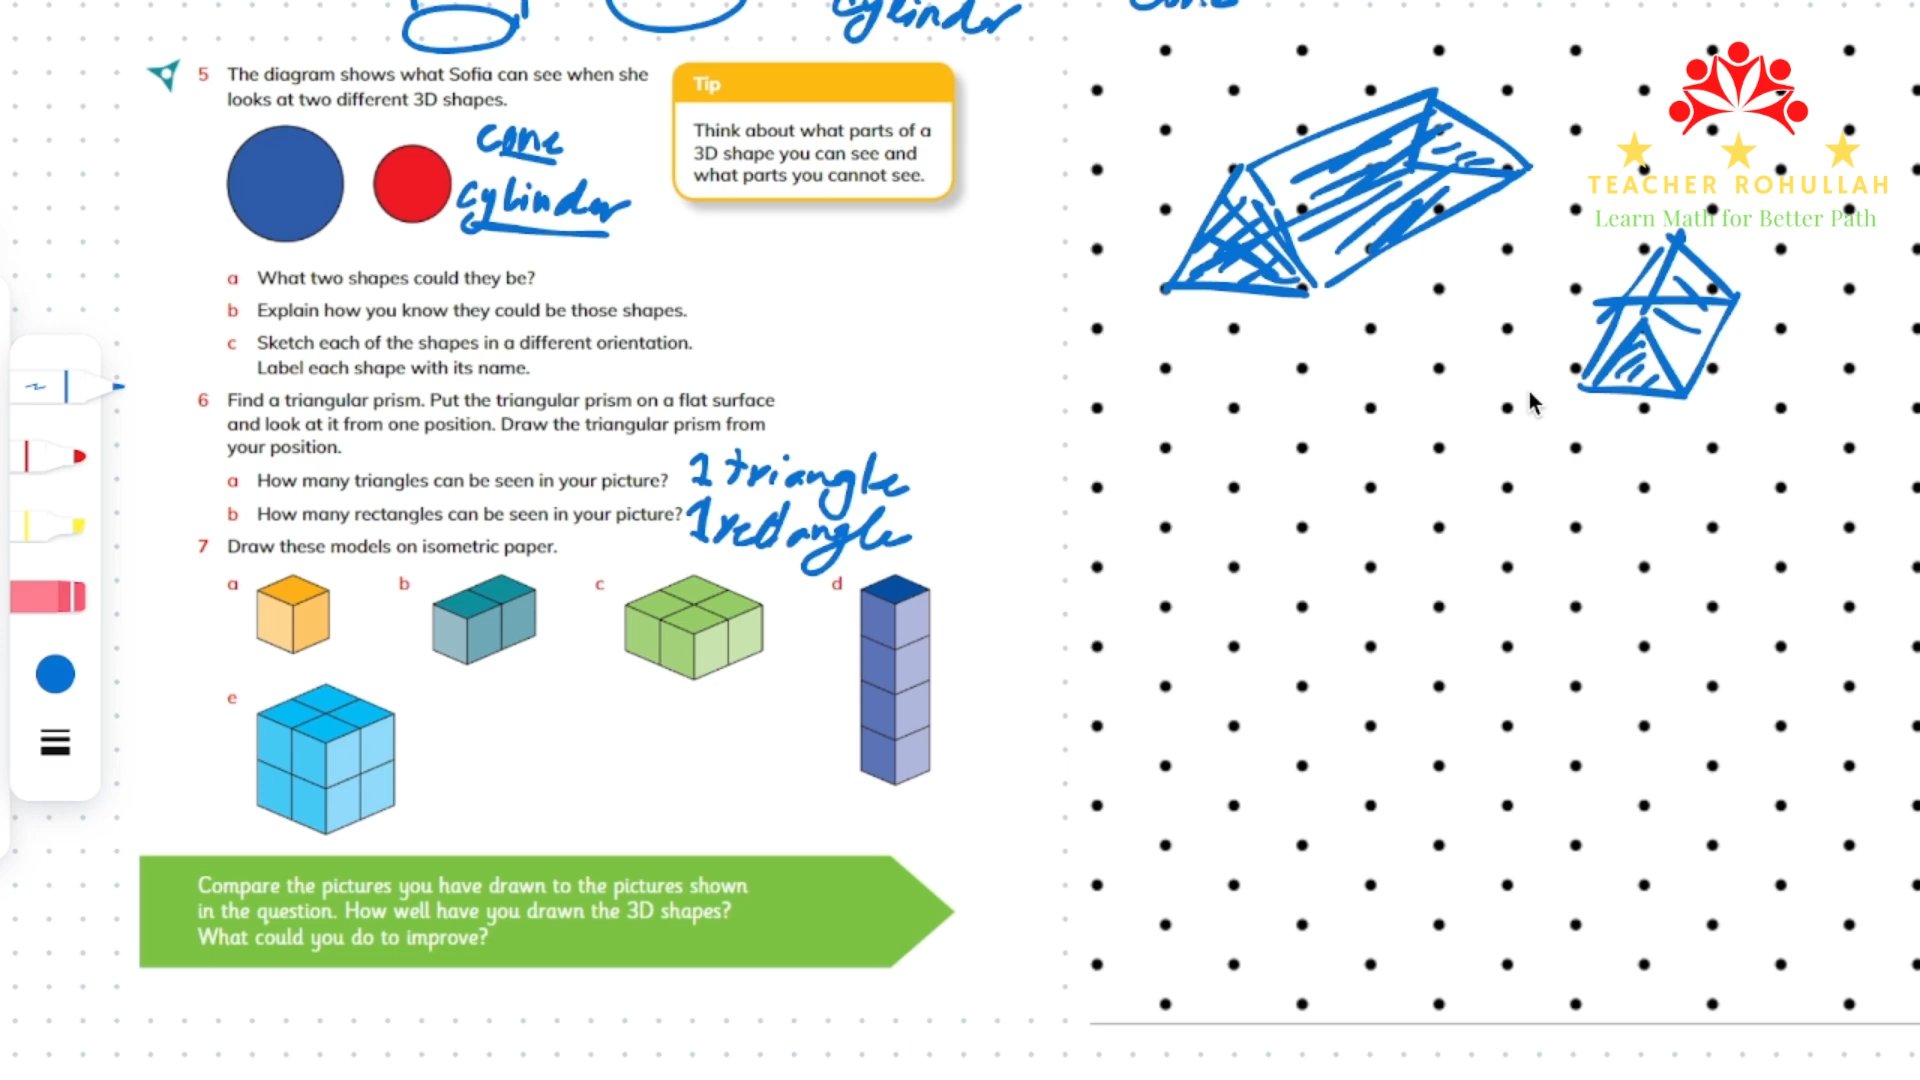 cylinder
5 The diagram shows what Sofia can see when she
looks at two different 3D shapes.
cone
cylinder
Tip
Think about what parts of a
3D shape you can see and
what parts you cannot see.
a What two shapes could they be?
b Explain how you know they could be those shapes.
c Sketch each of the shapes in a different orientation.
Label each shape with its name.
6 Find a triangular prism. Put the triangular prism on a flat surface
and look at it from one position. Draw the triangular prism from
your position.
a How many triangles can be seen in your picture? 1 triangle
b How many rectangles can be seen in your picture? 1 rectangle
7 Draw these models on isometric paper.
a b c d
e
Compare the pictures you have drawn to the pictures shown
in the question. How well have you drawn the 3D shapes?
What could you do to improve?
TEACHER ROHULLAH
Learn Math for Better Path